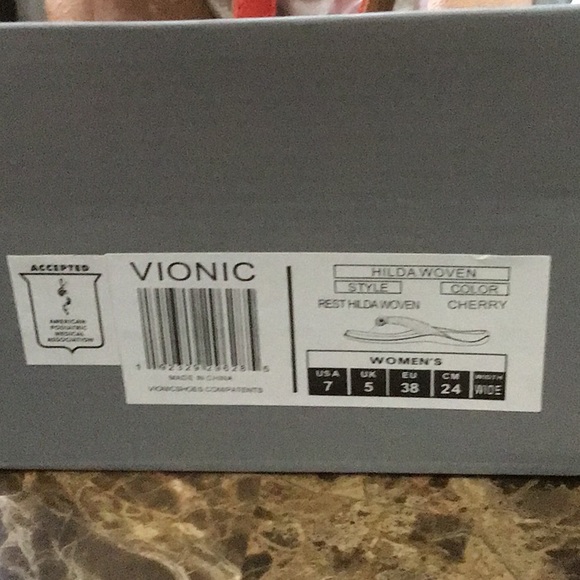 ACCEPTED
AMERICAN
PODIATRIC
MEDICAL
ASSOCIATION
VIONIC
MADE IN CHINA
VIONICSHOES.COM/PATENTS
HILDA WOVEN
STYLE COLOR
REST HILDA WOVEN CHERRY
WOMEN'S
USA UK EU CM WIDTH
7 5 38 24 WIDE